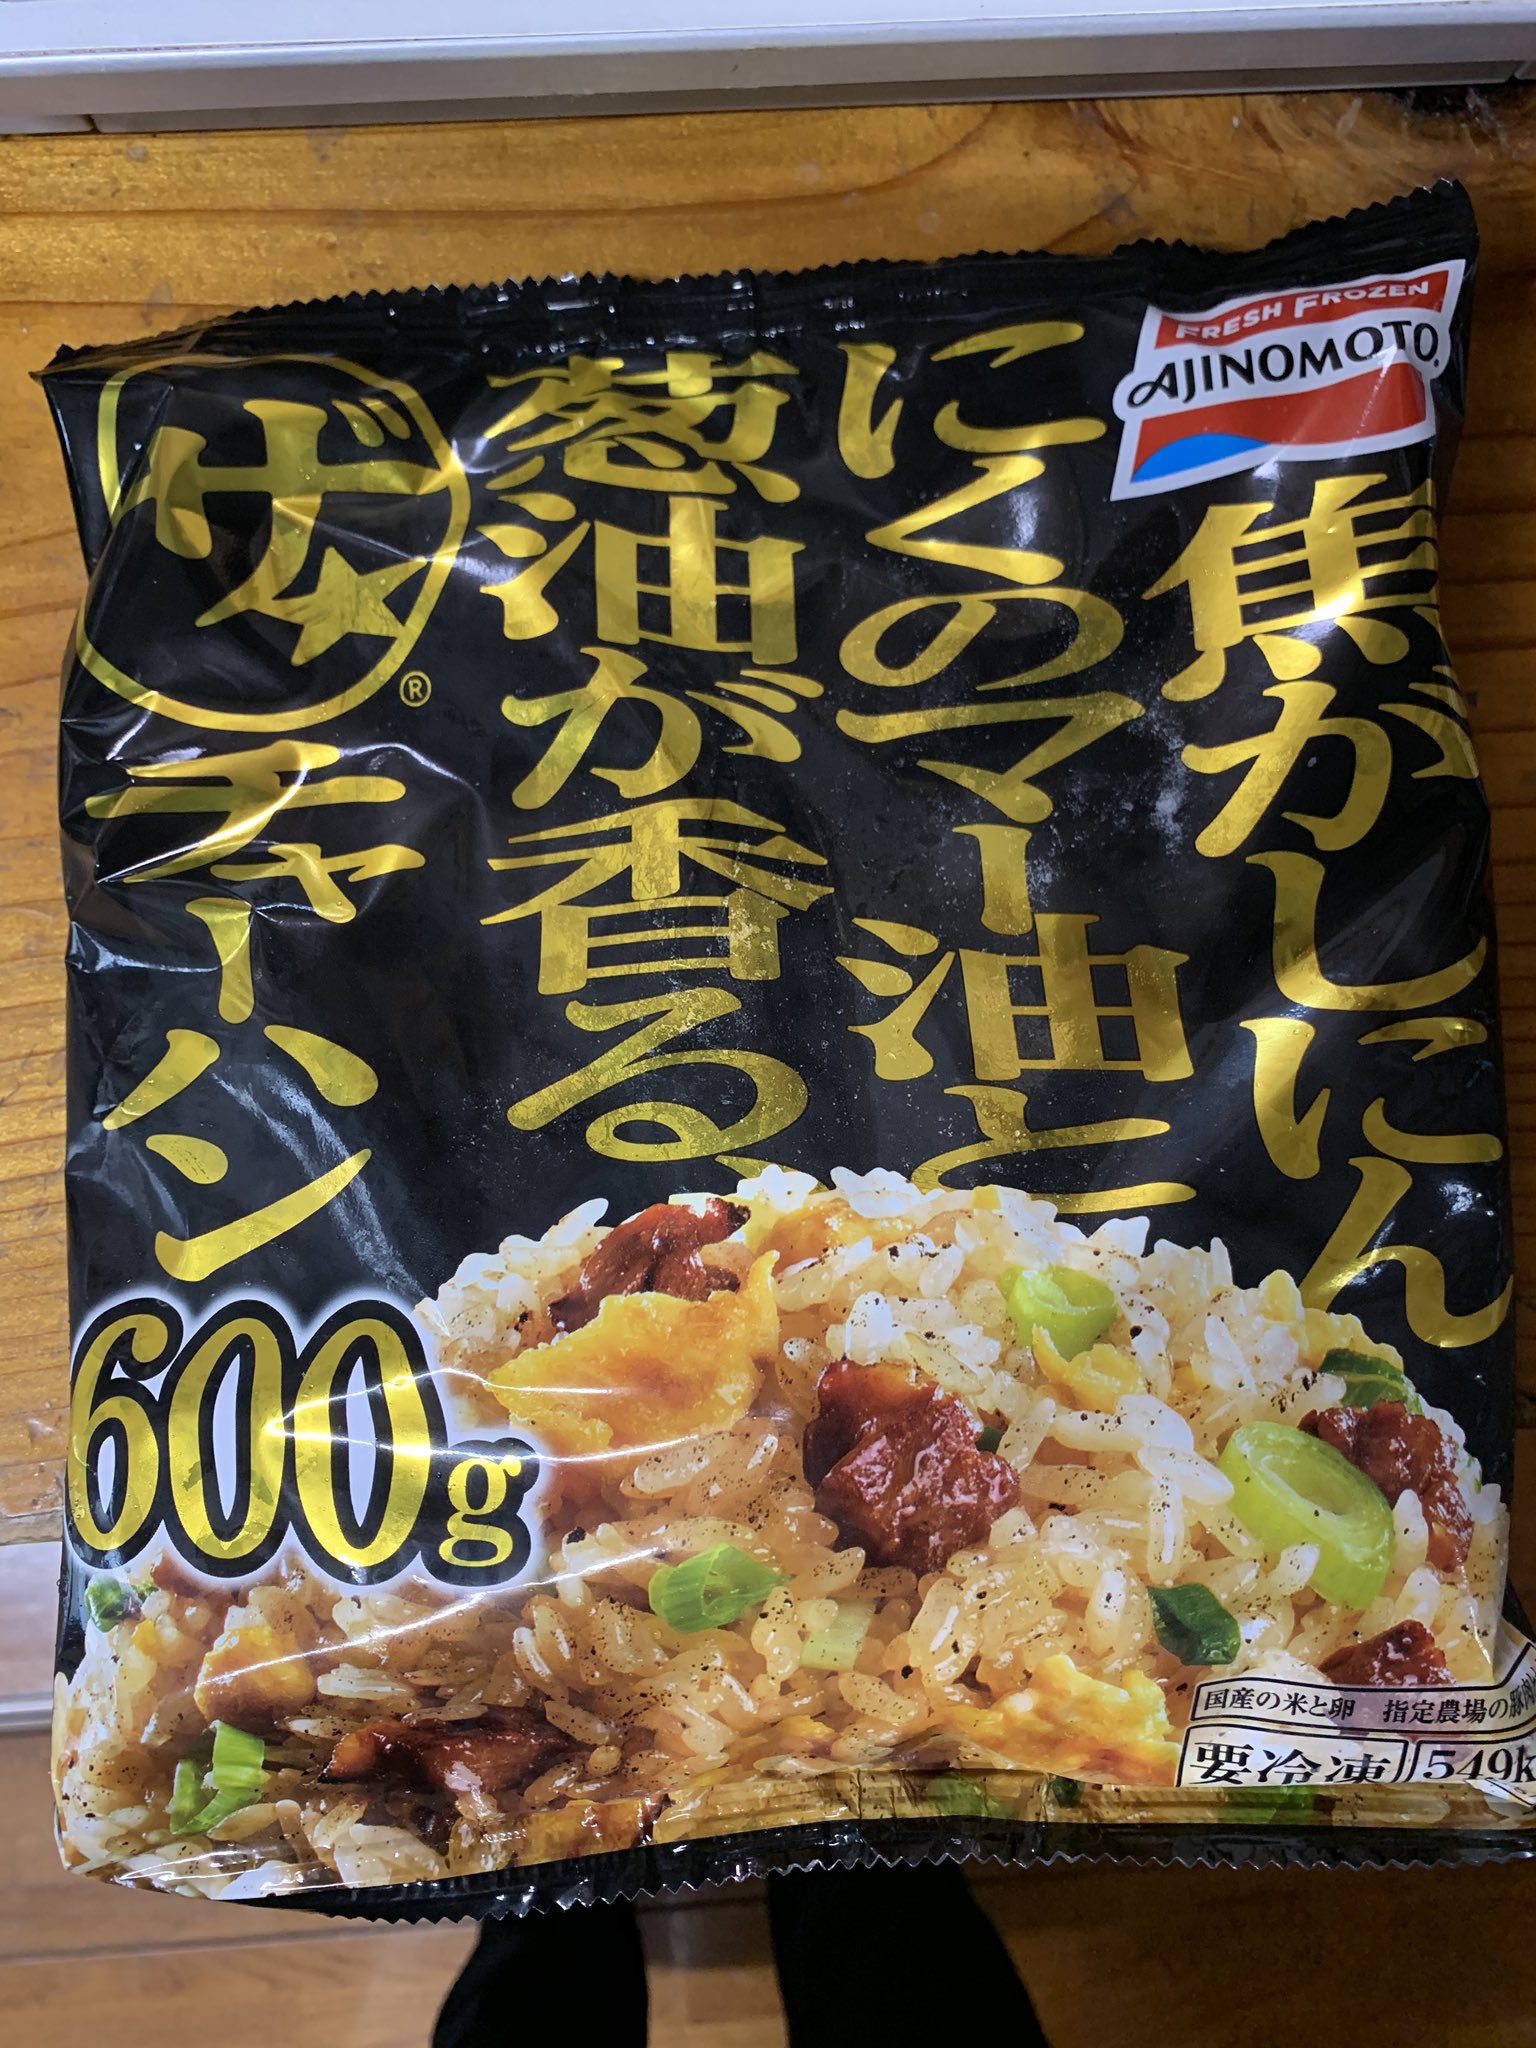 FRESH FROZEN
AJINOMOTO®
焦がしにん
にくのマー油と
葱油が香る、
ザ★®
チャーハン
600g
国産の米と卵 指定農場の豚肉
要冷凍 549k